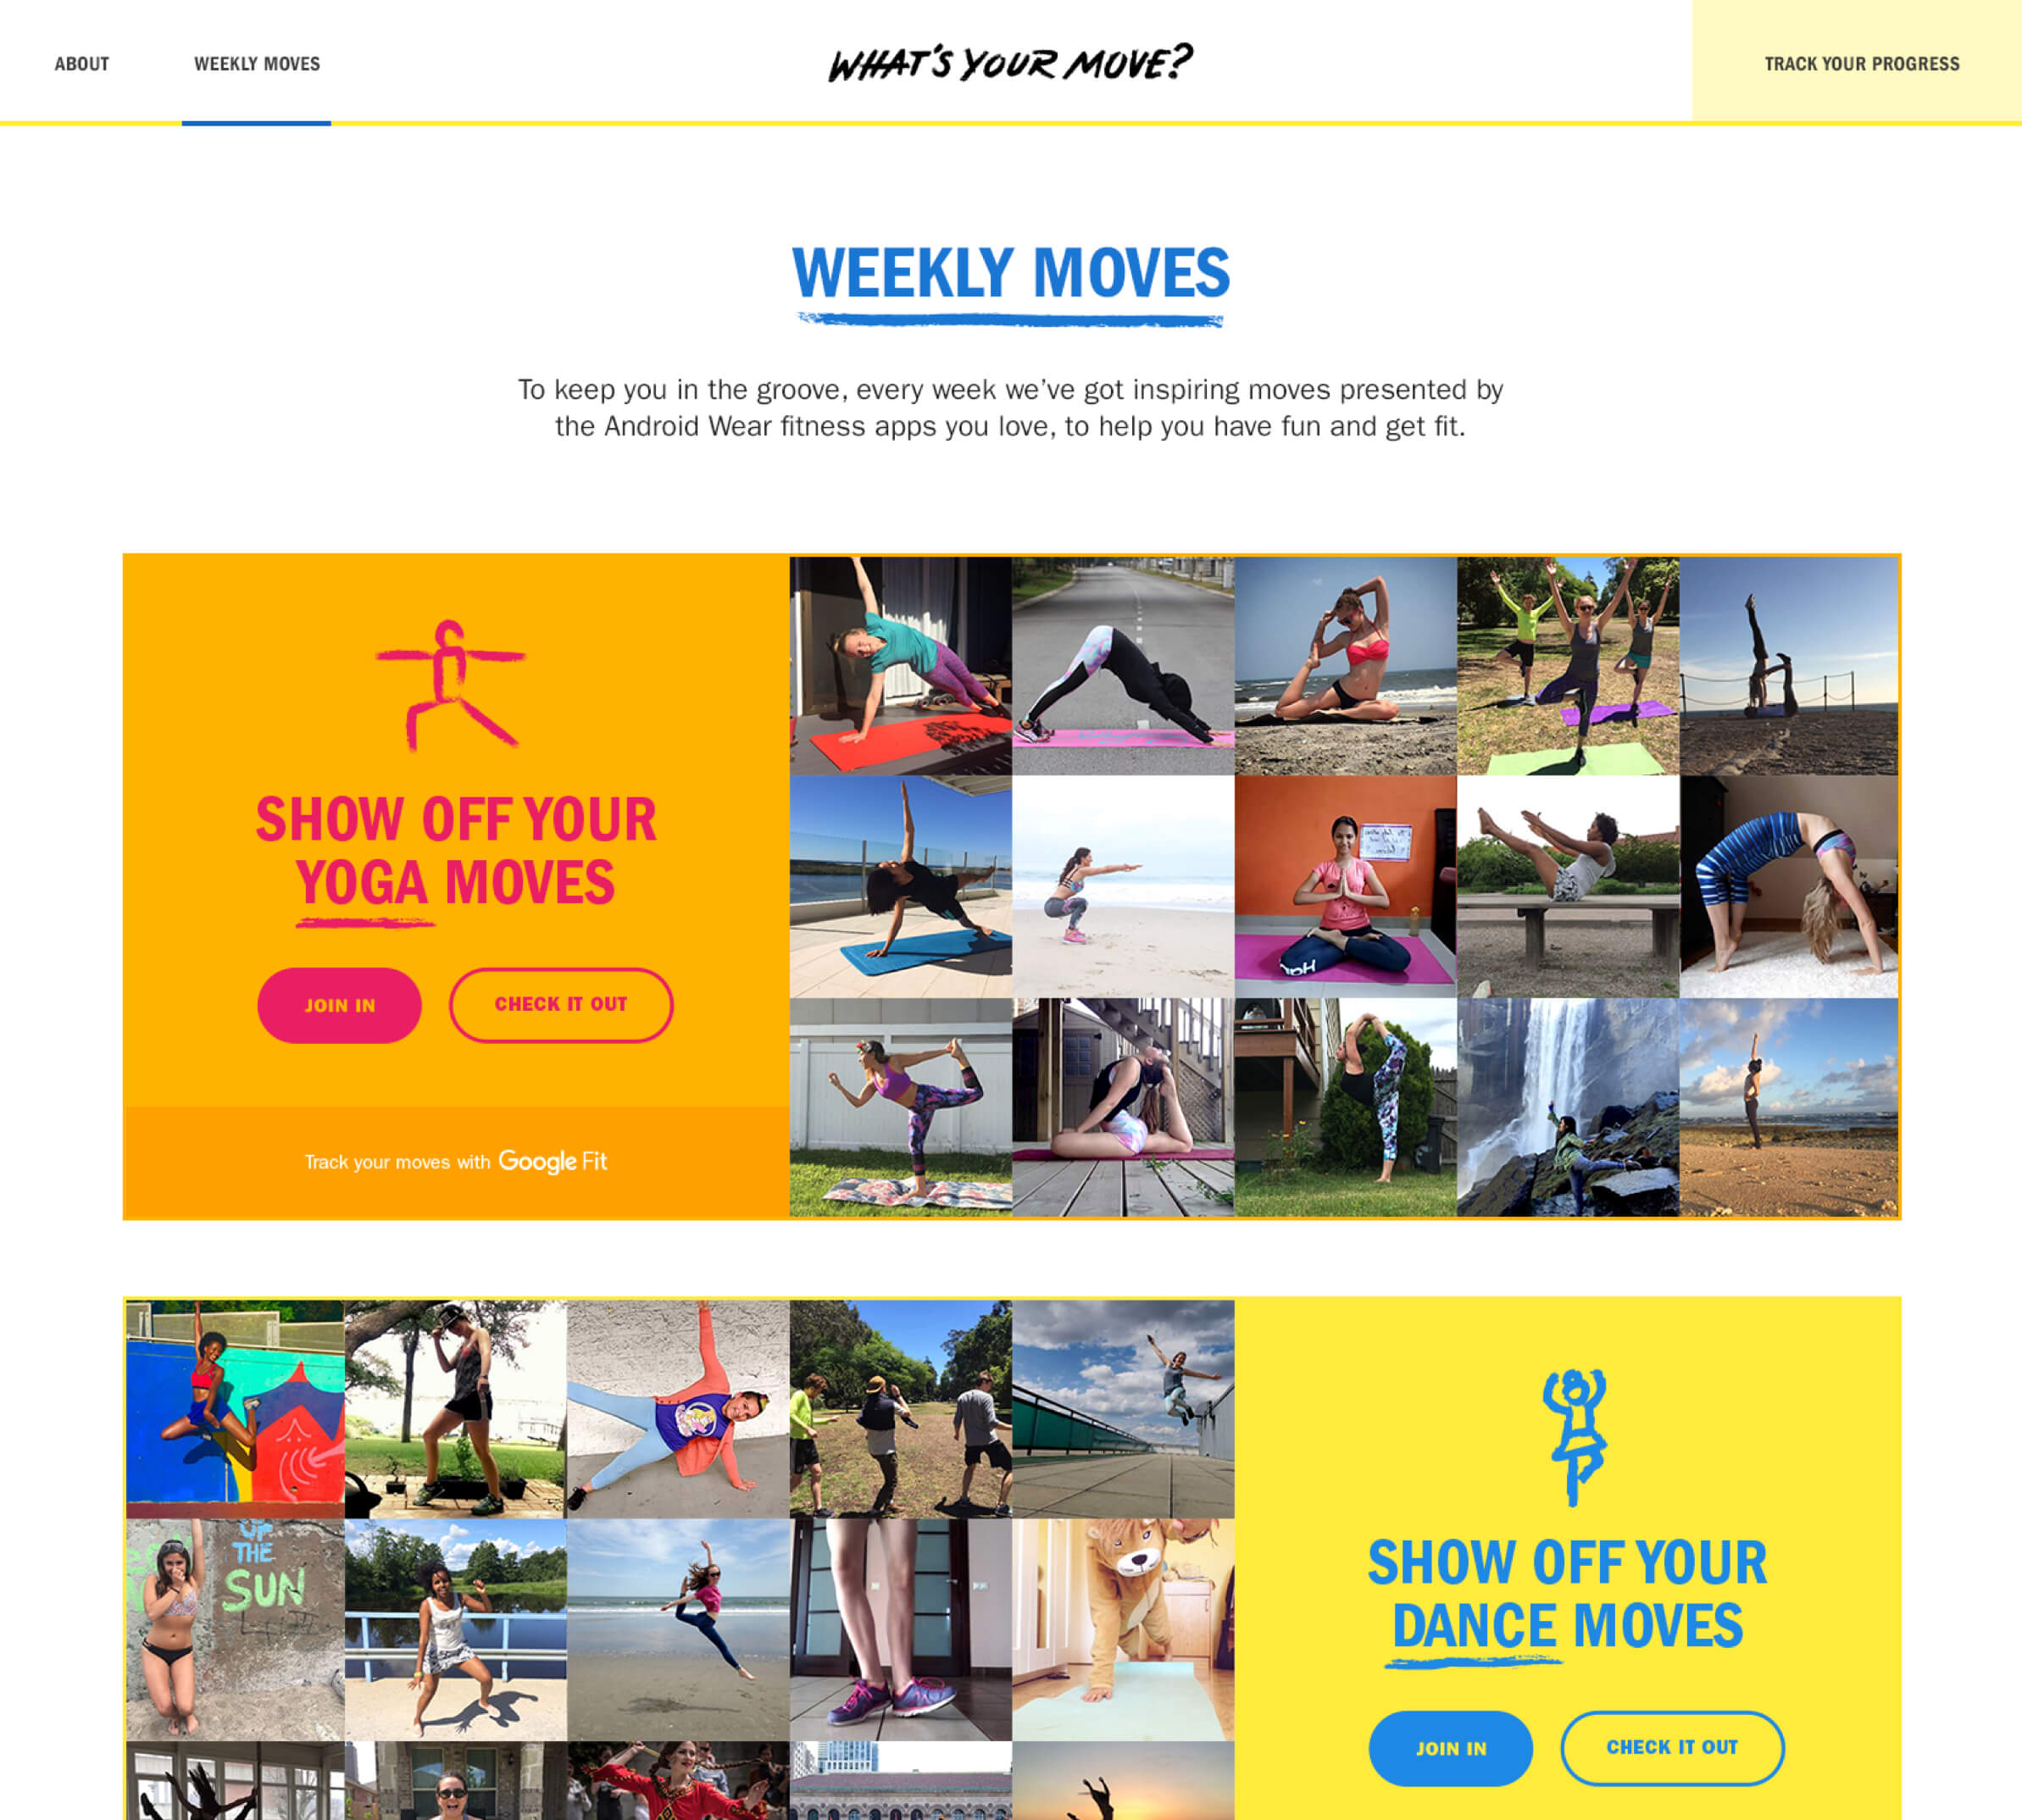 ABOUT
WEEKLY MOVES
WHAT'S YOUR MOVE?
TRACK YOUR PROGRESS
WEEKLY MOVES
To keep you in the groove, every week we’ve got inspiring moves presented by
the Android Wear fitness apps you love, to help you have fun and get fit.
SHOW OFF YOUR
YOGA MOVES
JOIN IN
CHECK IT OUT
Track your moves with Google Fit
OF
THE
SUN
SHOW OFF YOUR
DANCE MOVES
JOIN IN
CHECK IT OUT